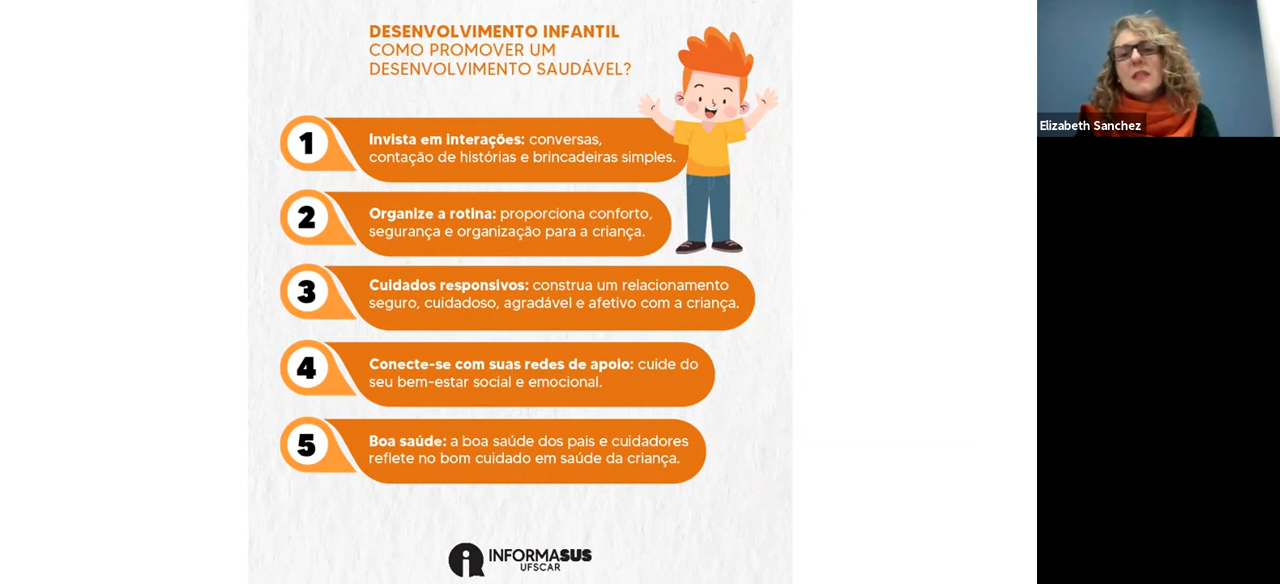 DESENVOLVIMENTO INFANTIL
COMO PROMOVER UM
DESENVOLVIMENTO SAUDÁVEL?
1
Invista em Interações: conversas,
contação de histórias e brincadeiras simples.
2
Organize a rotina: proporciona conforto,
segurança e organização para a criança.
3
Cuidados responsivos: construa um relacionamento
seguro, cuidadoso, agradável e afetivo com a criança.
4
Conecte-se com suas redes de apoio: cuide do
seu bem-estar social e emocional.
5
Boa saúde: a boa saúde dos pais e cuidadores
reflete no bom cuidado em saúde da criança.
i INFORMASUS
UFSCAR
Elizabeth Sanchez